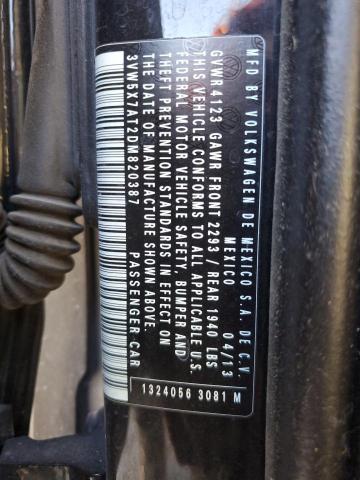 MFD BY VOLKSWAGEN DE MEXICO S.A. DE C.V.
MEXICO 04/13
GVWR 4123 GAWR FRONT 2293 / REAR 1940 LBS
THIS VEHICLE CONFORMS TO ALL APPLICABLE U.S.
FEDERAL MOTOR VEHICLE SAFETY, BUMPER AND
THEFT PREVENTION STANDARDS IN EFFECT ON
THE DATE OF MANUFACTURE SHOWN ABOVE.
3VW5X7AT2DM820387 PASSENGER CAR
1324056 3081 M